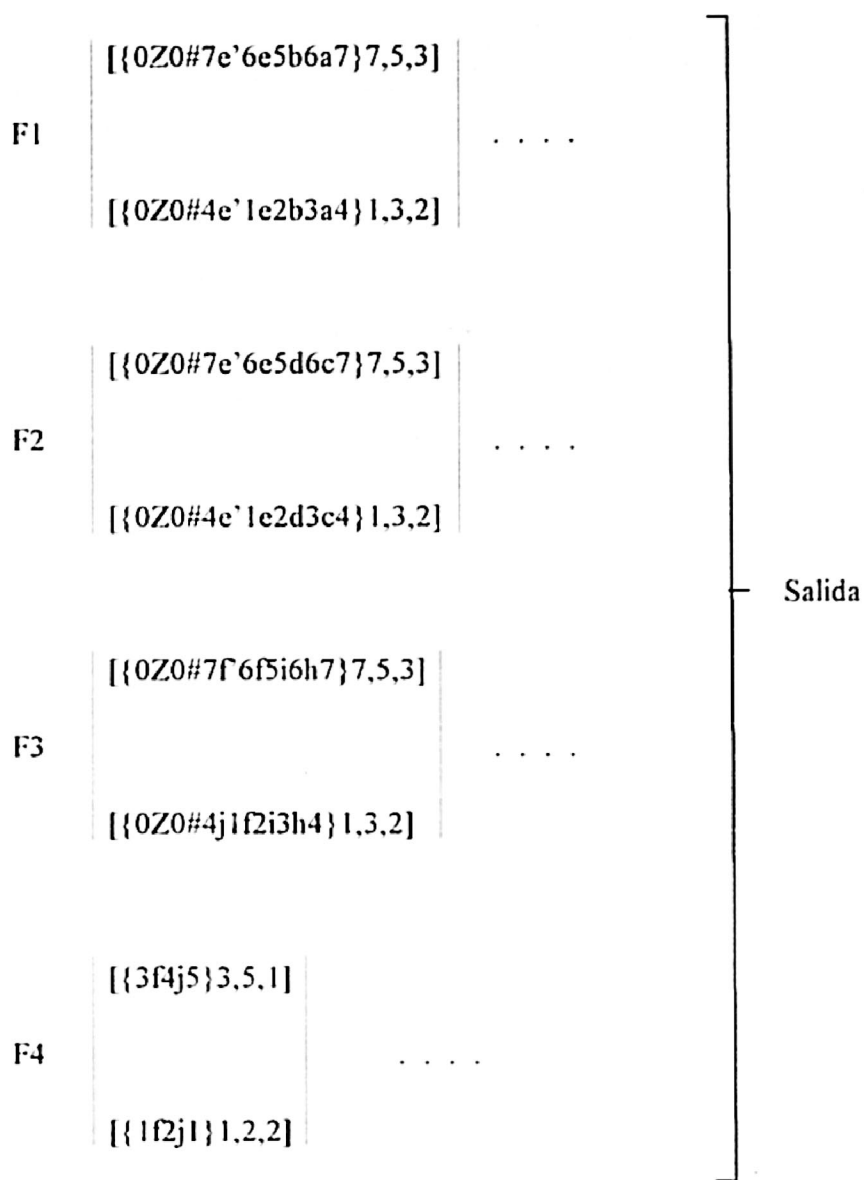 [{0Z0#7e'6e5b6a7}7,5,3]
F1 . . . .
[{0Z0#4e'1e2b3a4}1,3,2]
[{0Z0#7e'6e5d6c7}7,5,3]
F2 . . . .
[{0Z0#4e'1e2d3c4}1,3,2]
Salida
[{0Z0#7f'6f5i6h7}7,5,3]
F3 . . . .
[{0Z0#4j1f2i3h4}1,3,2]
[{3f4j5}3,5,1]
F4 . . . .
[{1f2j1}1,2,2]